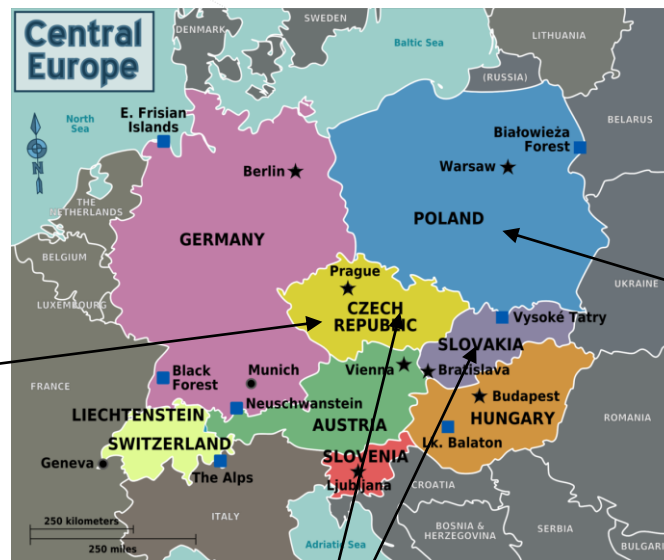 Central
Europe
DENMARK
SWEDEN
Baltic Sea
LITHUANIA
(RUSSIA)
BELARUS
North
Sea
E. Frisian
Islands
N
Białowieża
Forest
Berlin
Warsaw
THE
NETHERLANDS
GERMANY
POLAND
BELGIUM
LUXEMBOURG
Prague
CZECH
REPUBLIC
UKRAINE
Vysoké Tatry
SLOVAKIA
FRANCE
Black
Forest
Munich
Vienna
Bratislava
Neuschwanstein
Budapest
LIECHTENSTEIN
AUSTRIA
HUNGARY
ROMANIA
SWITZERLAND
Lk. Balaton
Geneva
The Alps
SLOVENIA
Ljubljana
CROATIA
ITALY
250 kilometers
250 miles
Adriatic Sea
BOSNIA &
HERZEGOVINA
SERBIA
BULGARI